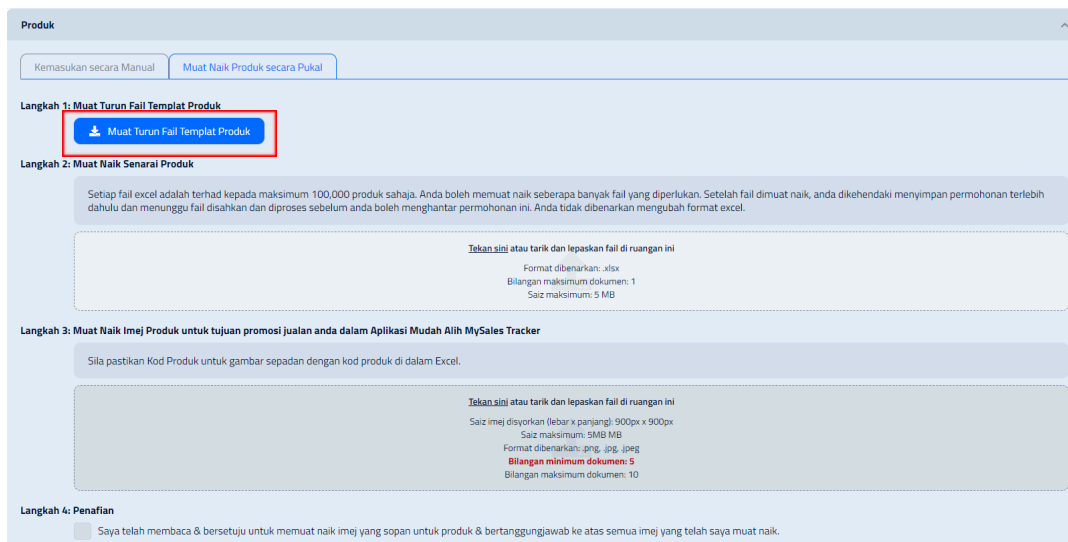 Produk
Kemasukan secara Manual
Muat Naik Produk secara Pukal
Langkah 1: Muat Turun Fail Templat Produk
Muat Turun Fail Templat Produk
Langkah 2: Muat Naik Senarai Produk
Setiap fail excel adalah terhad kepada maksimum 100,000 produk sahaja. Anda boleh memuat naik seberapa banyak fail yang diperlukan. Setelah fail dimuat naik, anda dikehendaki menyimpan permohonan terlebih
dahulu dan menunggu fail disahkan dan diproses sebelum anda boleh menghantar permohonan ini. Anda tidak dibenarkan mengubah format excel.
Tekan sini atau tarik dan lepaskan fail di ruangan ini
Format dibenarkan: .xlsx
Bilangan maksimum dokumen: 1
Saiz maksimum: 5 MB
Langkah 3: Muat Naik Imej Produk untuk tujuan promosi jualan anda dalam Aplikasi Mudah Alih MySales Tracker
Sila pastikan Kod Produk untuk gambar sepadan dengan kod produk di dalam Excel.
Tekan sini atau tarik dan lepaskan fail di ruangan ini
Saiz imej disyorkan (lebar x panjang): 900px x 900px
Saiz maksimum: 5MB MB
Format dibenarkan: .png, .jpg, .jpeg
Bilangan minimum dokumen: 5
Bilangan maksimum dokumen: 10
Langkah 4: Penafian
Saya telah membaca & bersetuju untuk memuat naik imej yang sopan untuk produk & bertanggungjawab ke atas semua imej yang telah saya muat naik.